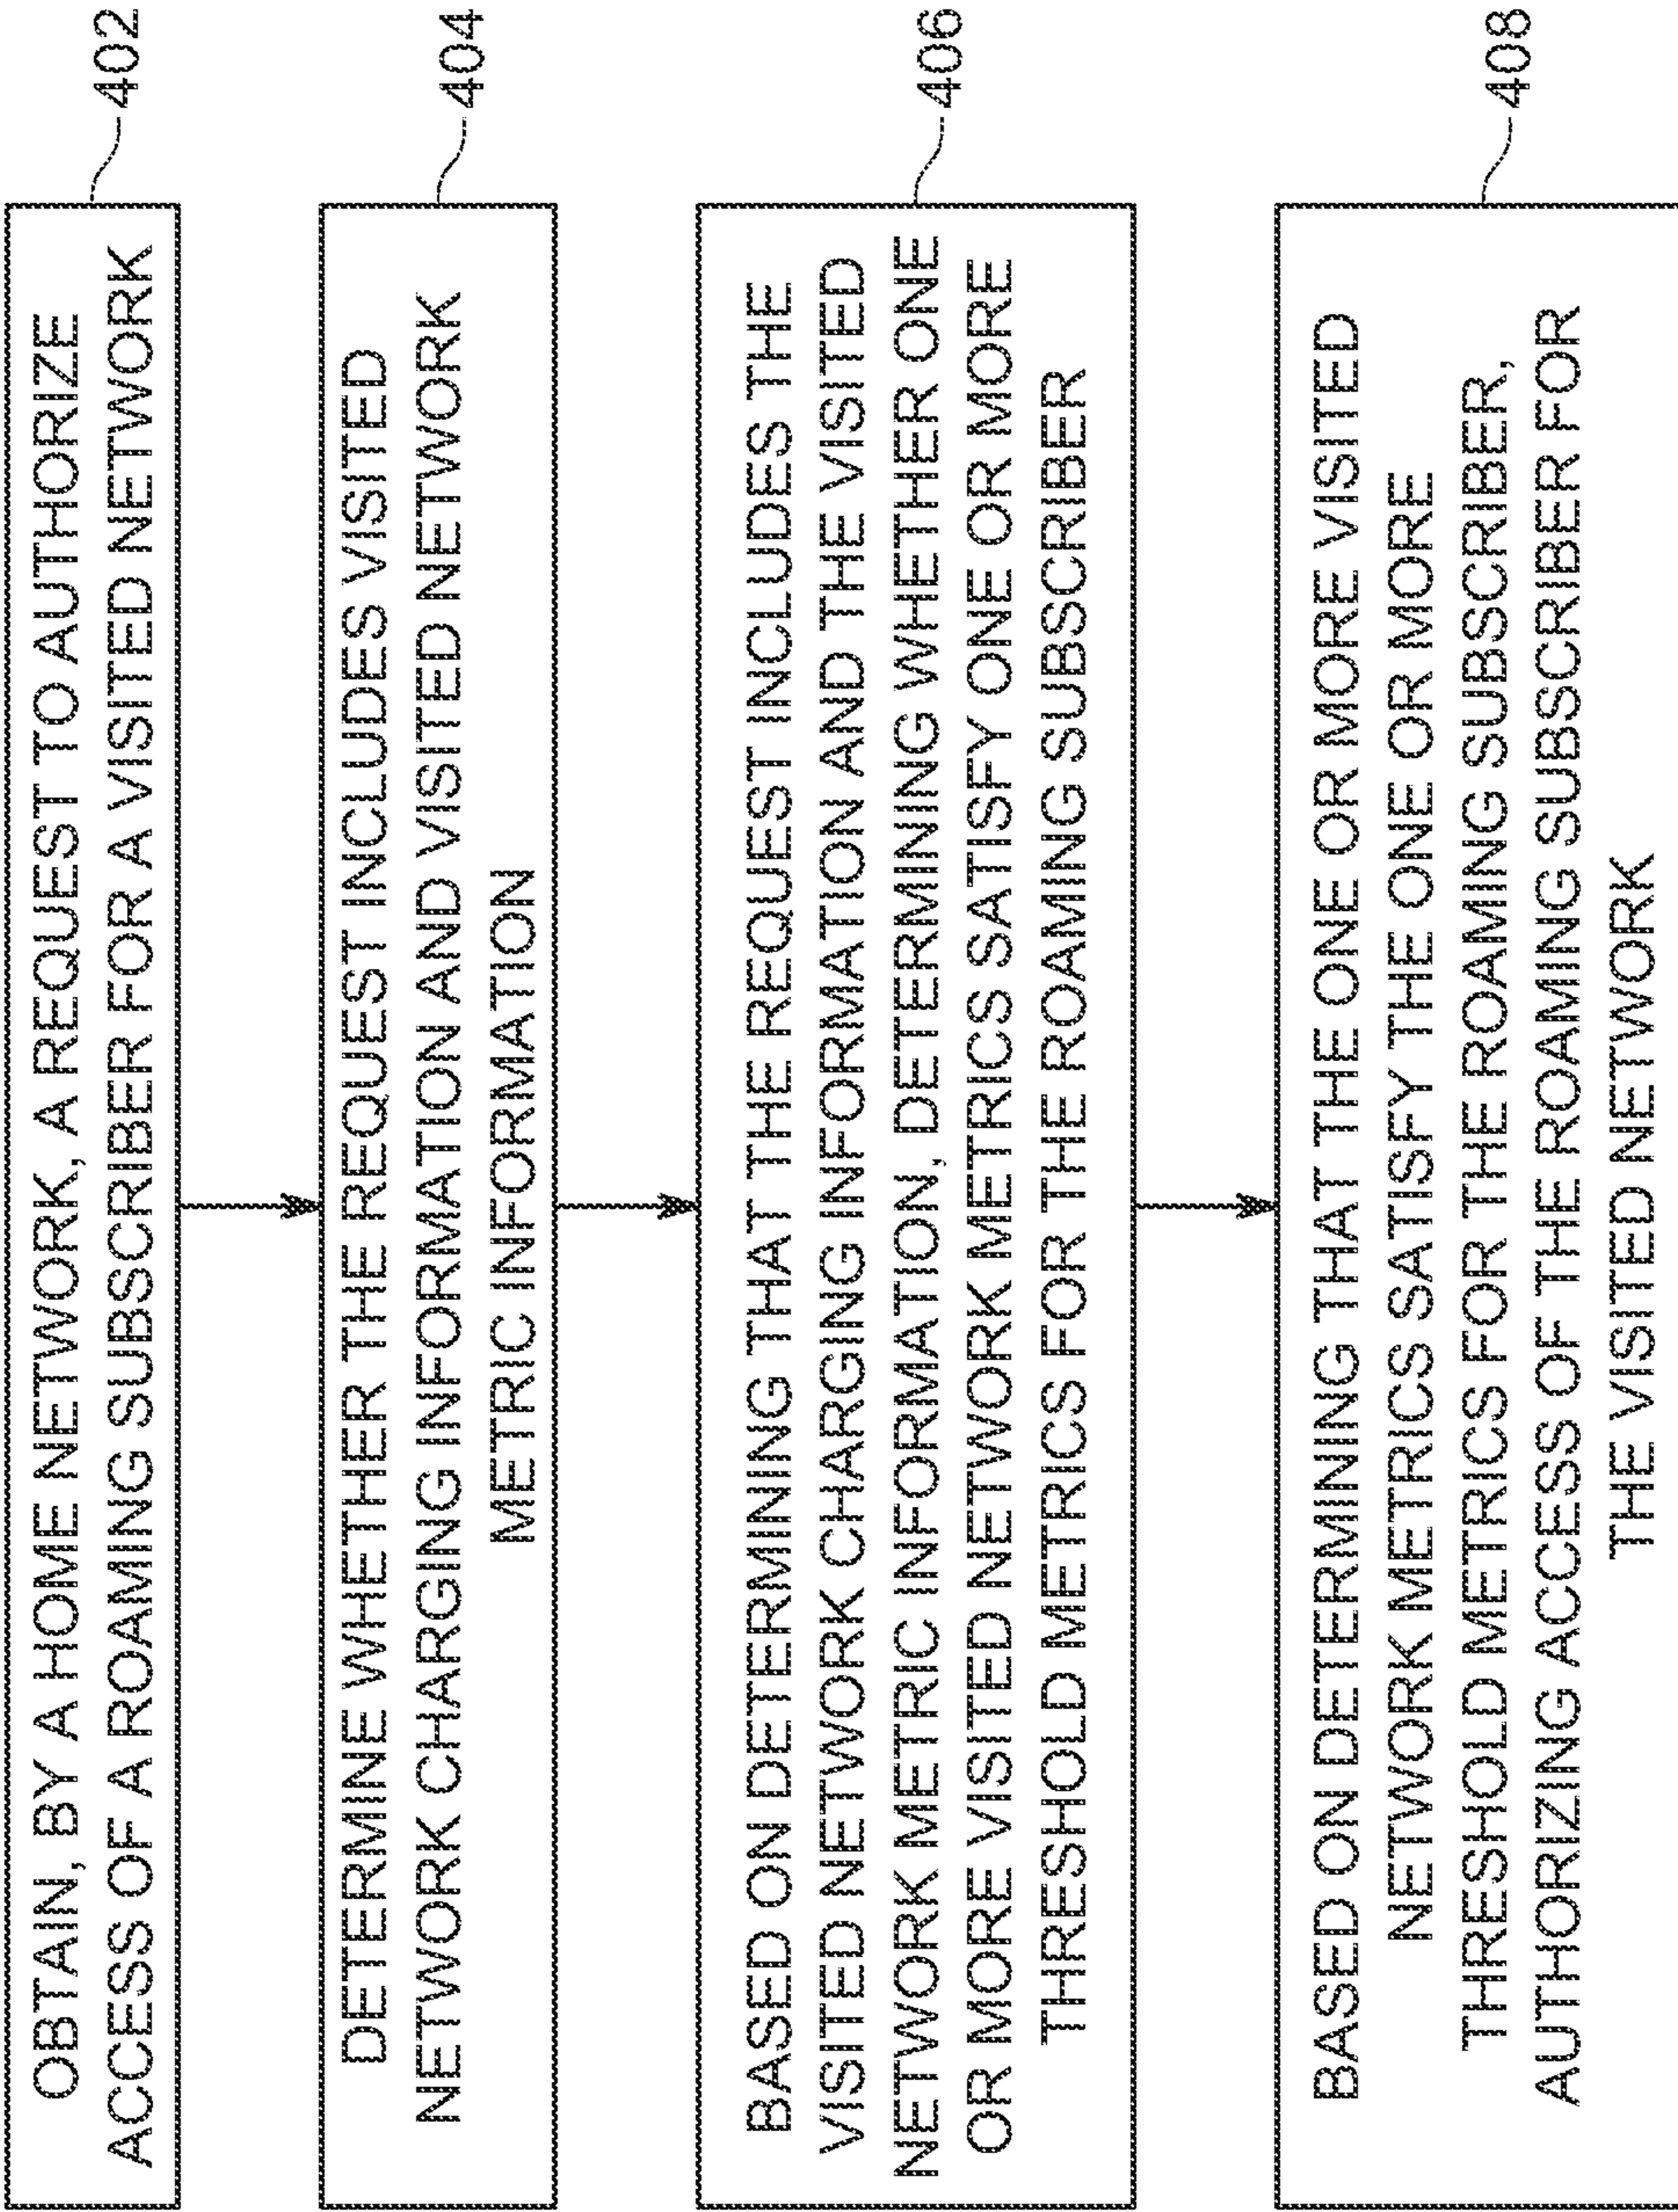 OBTAIN, BY A HOME NETWORK, A REQUEST TO AUTHORIZE
ACCESS OF A ROAMING SUBSCRIBER FOR A VISITED NETWORK
402
DETERMINE WHETHER THE REQUEST INCLUDES VISITED
NETWORK CHARGING INFORMATION AND VISITED NETWORK
METRIC INFORMATION
404
BASED ON DETERMINING THAT THE REQUEST INCLUDES THE
VISITED NETWORK CHARGING INFORMATION AND THE VISITED
NETWORK METRIC INFORMATION, DETERMINING WHETHER ONE
OR MORE VISITED NETWORK METRICS SATISFY ONE OR MORE
THRESHOLD METRICS FOR THE ROAMING SUBSCRIBER
406
BASED ON DETERMINING THAT THE ONE OR MORE VISITED
NETWORK METRICS SATISFY THE ONE OR MORE
THRESHOLD METRICS FOR THE ROAMING SUBSCRIBER,
AUTHORIZING ACCESS OF THE ROAMING SUBSCRIBER FOR
THE VISITED NETWORK
408